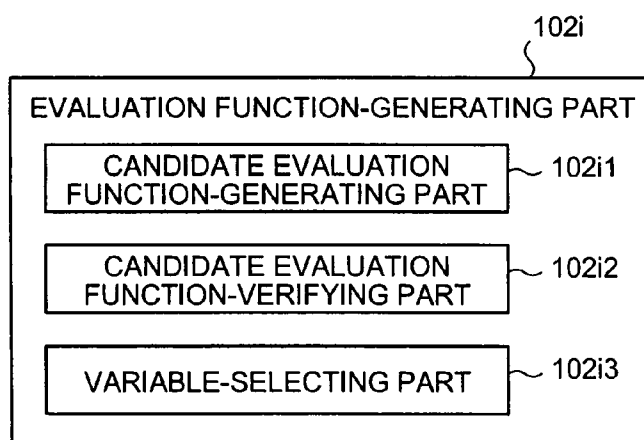 102i
EVALUATION FUNCTION-GENERATING PART
CANDIDATE EVALUATION
FUNCTION-GENERATING PART
102i1
CANDIDATE EVALUATION
FUNCTION-VERIFYING PART
102i2
VARIABLE-SELECTING PART
102i3